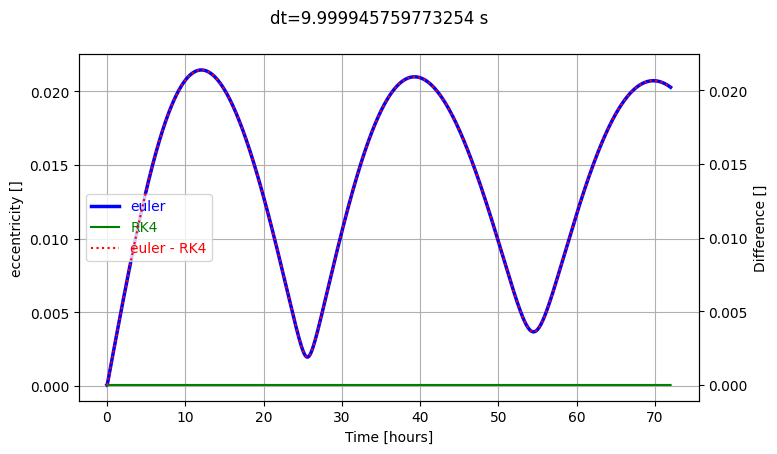 dt=9.999945759773254 s
eccentricity []
0.020
0.015
0.010
0.005
0.000
euler
RK4
euler - RK4
0.020
0.015
0.010
0.005
0.000
Difference []
0 10 20 30 40 50 60 70
Time [hours]